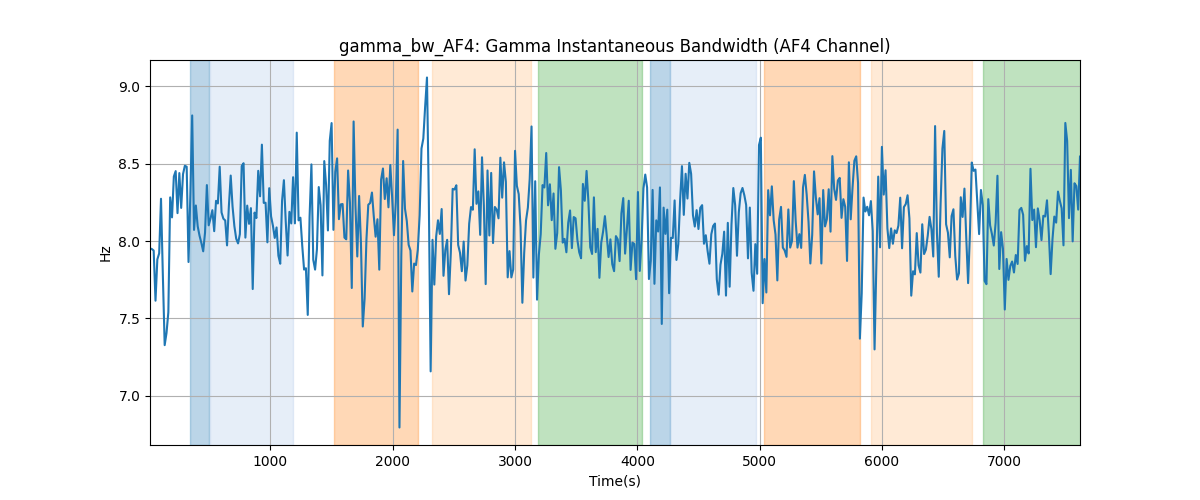 gamma_bw_AF4: Gamma Instantaneous Bandwidth (AF4 Channel)
Hz
9.0
8.5
8.0
7.5
7.0
1000 2000 3000 4000 5000 6000 7000
Time(s)